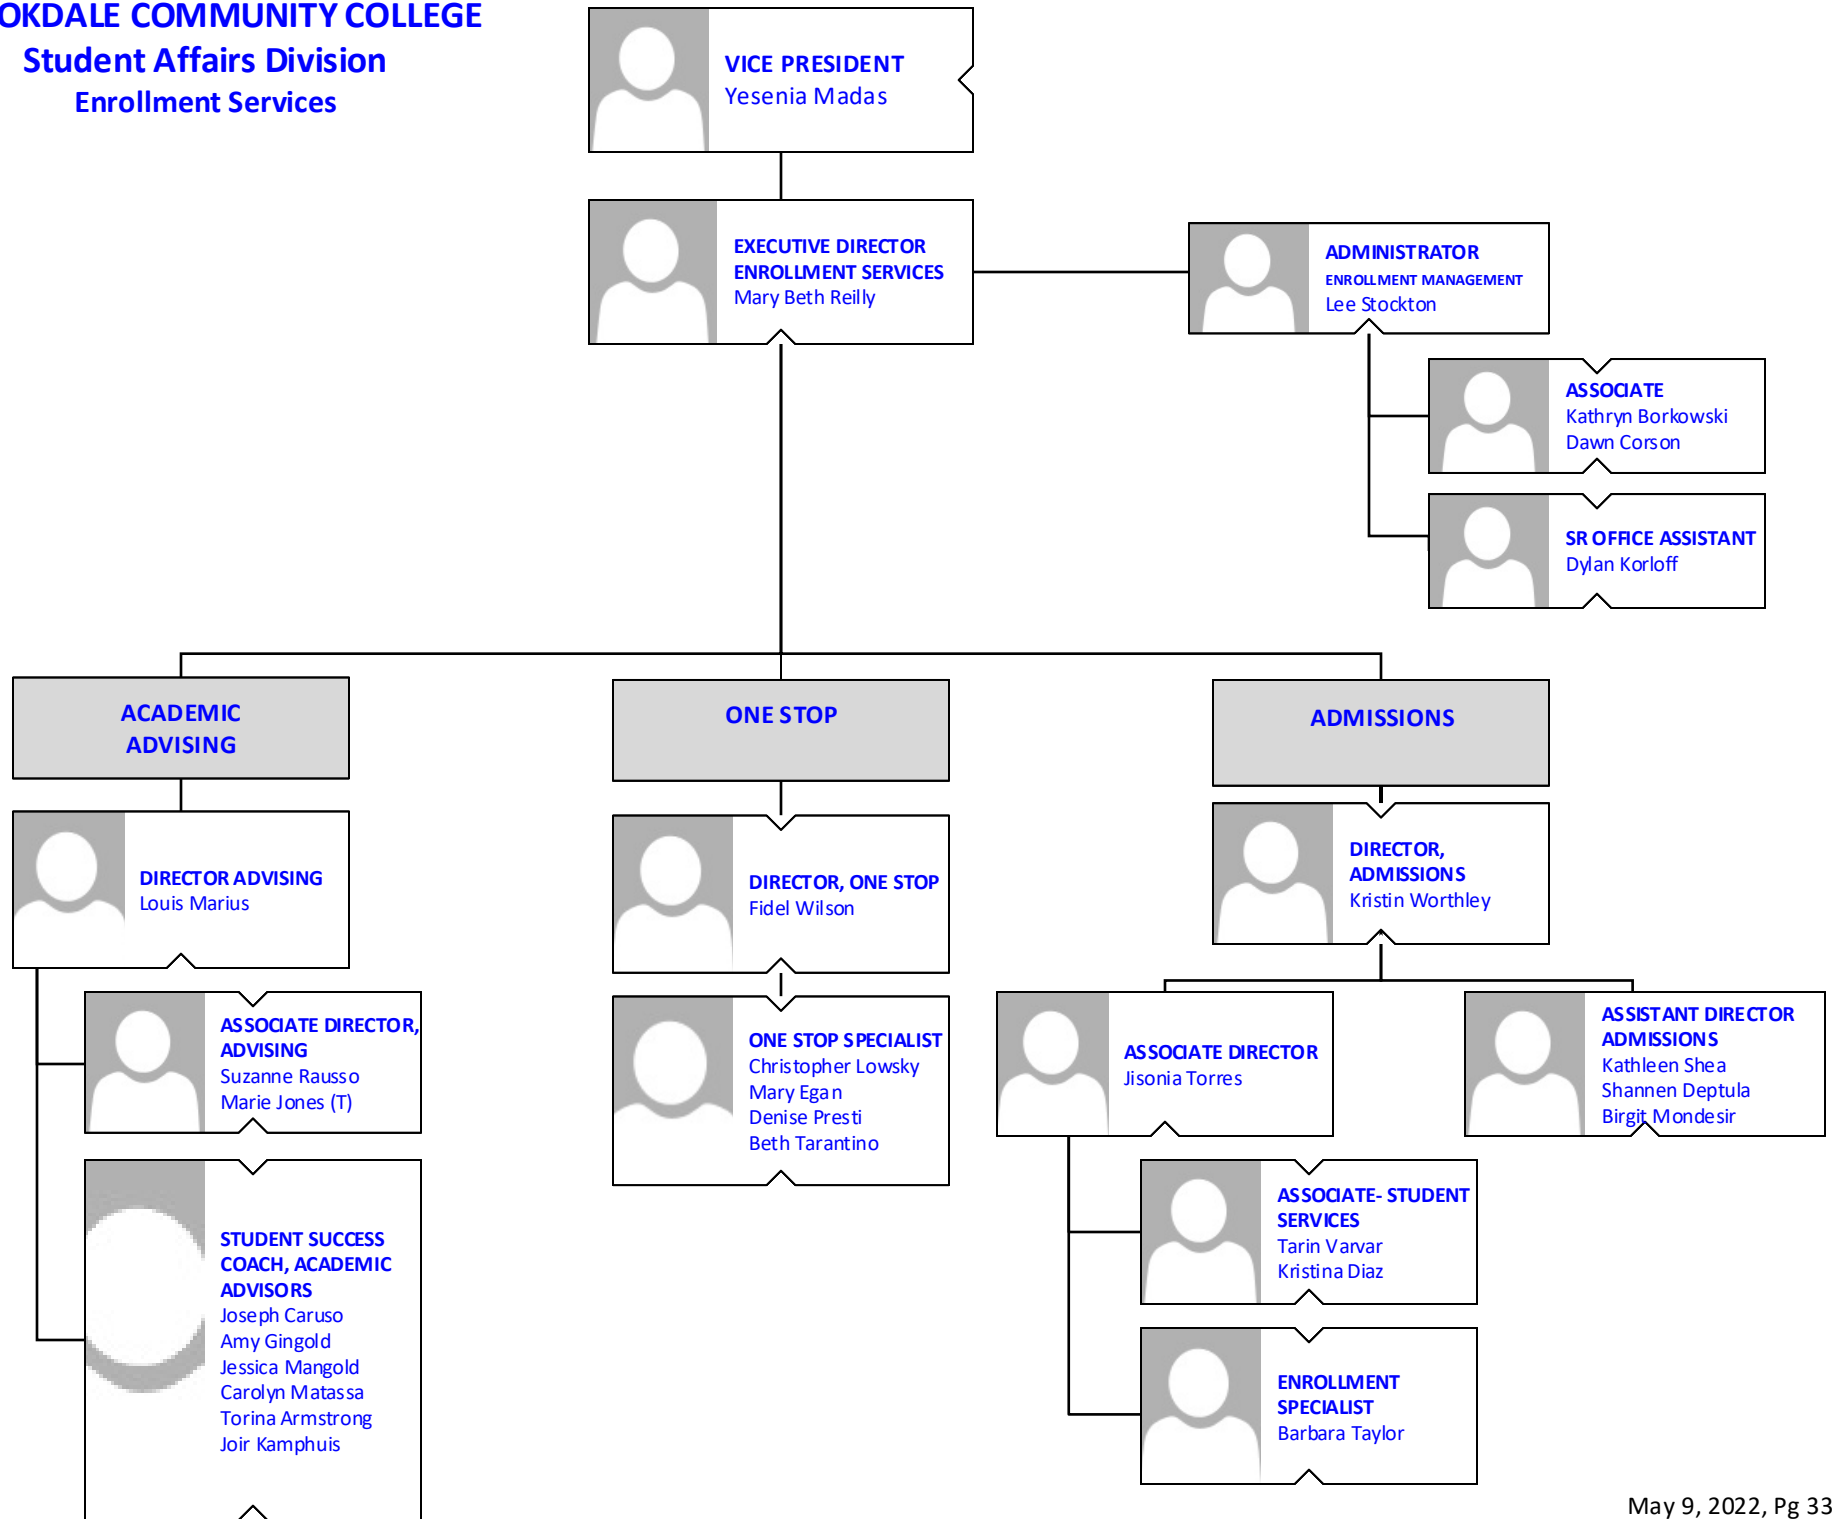 OKDALE COMMUNITY COLLEGE
Student Affairs Division
Enrollment Services
VICE PRESIDENT
Yesenia Madas
EXECUTIVE DIRECTOR
ENROLLMENT SERVICES
Mary Beth Reilly
ADMINISTRATOR
ENROLLMENT MANAGEMENT
Lee Stockton
ASSOCIATE
Kathryn Borkowski
Dawn Corson
SR OFFICE ASSISTANT
Dylan Korloff
ACADEMIC
ADVISING
ONE STOP
ADMISSIONS
DIRECTOR ADVISING
Louis Marius
DIRECTOR, ONE STOP
Fidel Wilson
DIRECTOR,
ADMISSIONS
Kristin Worthley
ASSOCIATE DIRECTOR,
ADVISING
Suzanne Rausso
Marie Jones (T)
ONE STOP SPECIALIST
Christopher Lowsky
Mary Egan
Denise Presti
Beth Tarantino
ASSOCIATE DIRECTOR
Jisonia Torres
ASSISTANT DIRECTOR
ADMISSIONS
Kathleen Shea
Shannen Deptula
Birgit Mondesir
STUDENT SUCCESS
COACH, ACADEMIC
ADVISORS
Joseph Caruso
Amy Gingold
Jessica Mangold
Carolyn Matassa
Torina Armstrong
Joir Kamphuis
ASSOCIATE- STUDENT
SERVICES
Tarin Varvar
Kristina Diaz
ENROLLMENT
SPECIALIST
Barbara Taylor
May 9, 2022, Pg 33